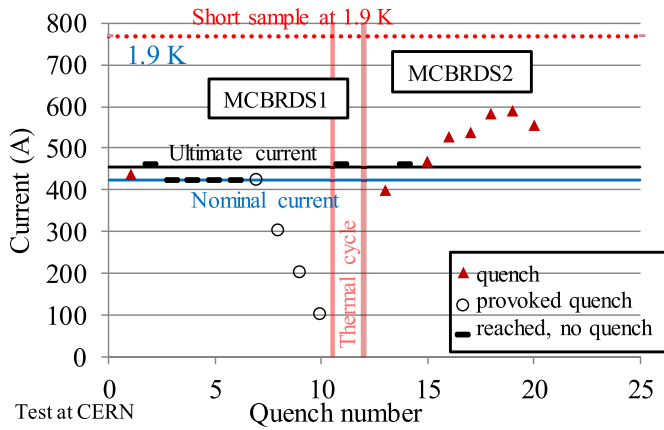 Short sample at 1.9 K
800
1.9 K
700
MCBRDS1
MCBRDS2
600
500
Ultimate current
400
Nominal current
300
200
100
0
Current (A)
Thermal cycle
quench
provoked quench
reached, no quench
0
5
10
15
20
25
Test at CERN
Quench number